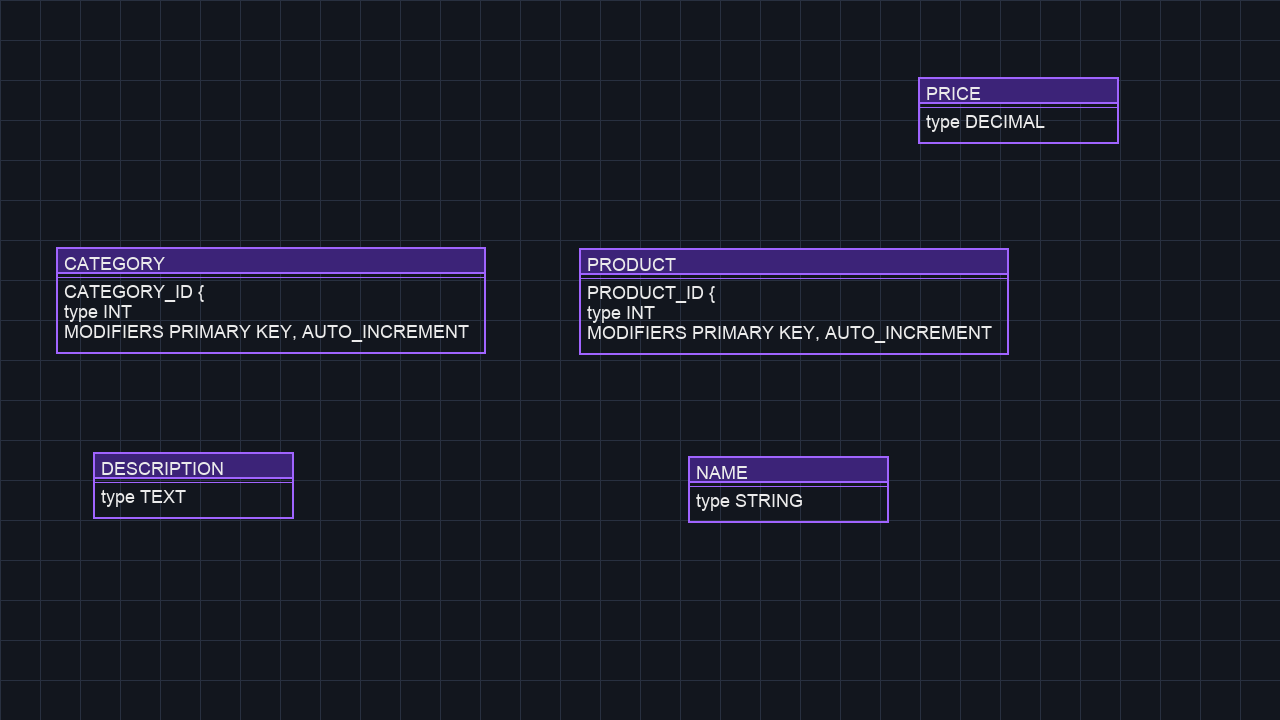 PRICE
type DECIMAL
CATEGORY
CATEGORY_ID {
type INT
MODIFIERS PRIMARY KEY, AUTO_INCREMENT
PRODUCT
PRODUCT_ID {
type INT
MODIFIERS PRIMARY KEY, AUTO_INCREMENT
DESCRIPTION
type TEXT
NAME
type STRING